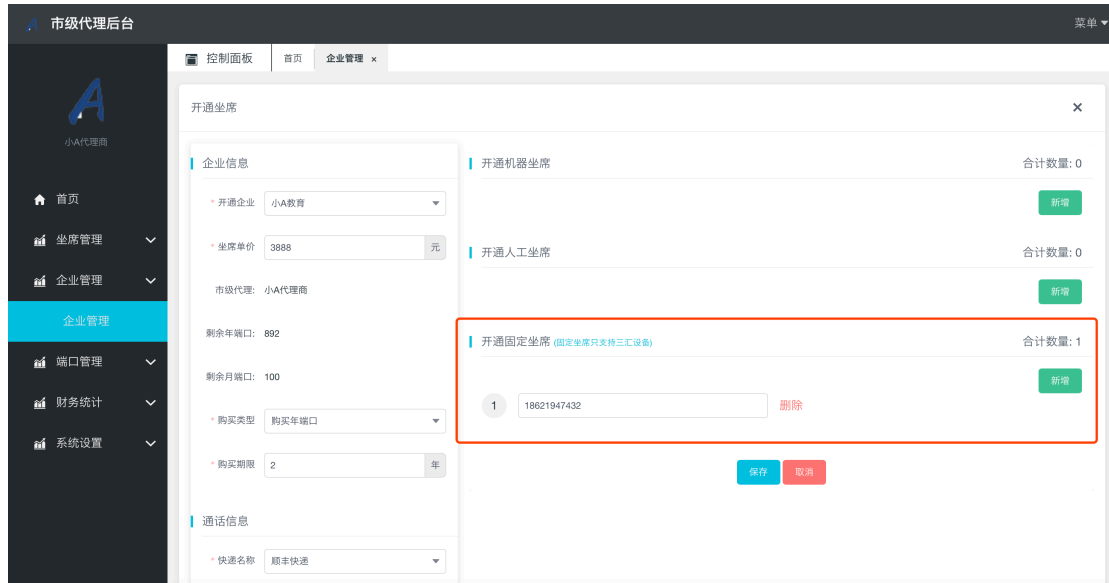 市级代理后台
菜单
小A代理商
首页
坐席管理
企业管理
企业管理
端口管理
财务统计
系统设置
控制面板 首页 企业管理 ×
开通坐席 ×
企业信息
* 开通企业 小A教育
* 坐席单价 3888 元
市级代理: 小A代理商
剩余年端口: 892
剩余月端口: 100
* 购买类型 购买年端口
* 购买期限 2 年
通话信息
* 快递名称 顺丰快递
开通机器坐席 合计数量: 0
新增
开通人工坐席 合计数量: 0
新增
开通固定坐席 (固定坐席只支持三汇设备) 合计数量: 1
新增
1 18621947432 删除
保存 取消